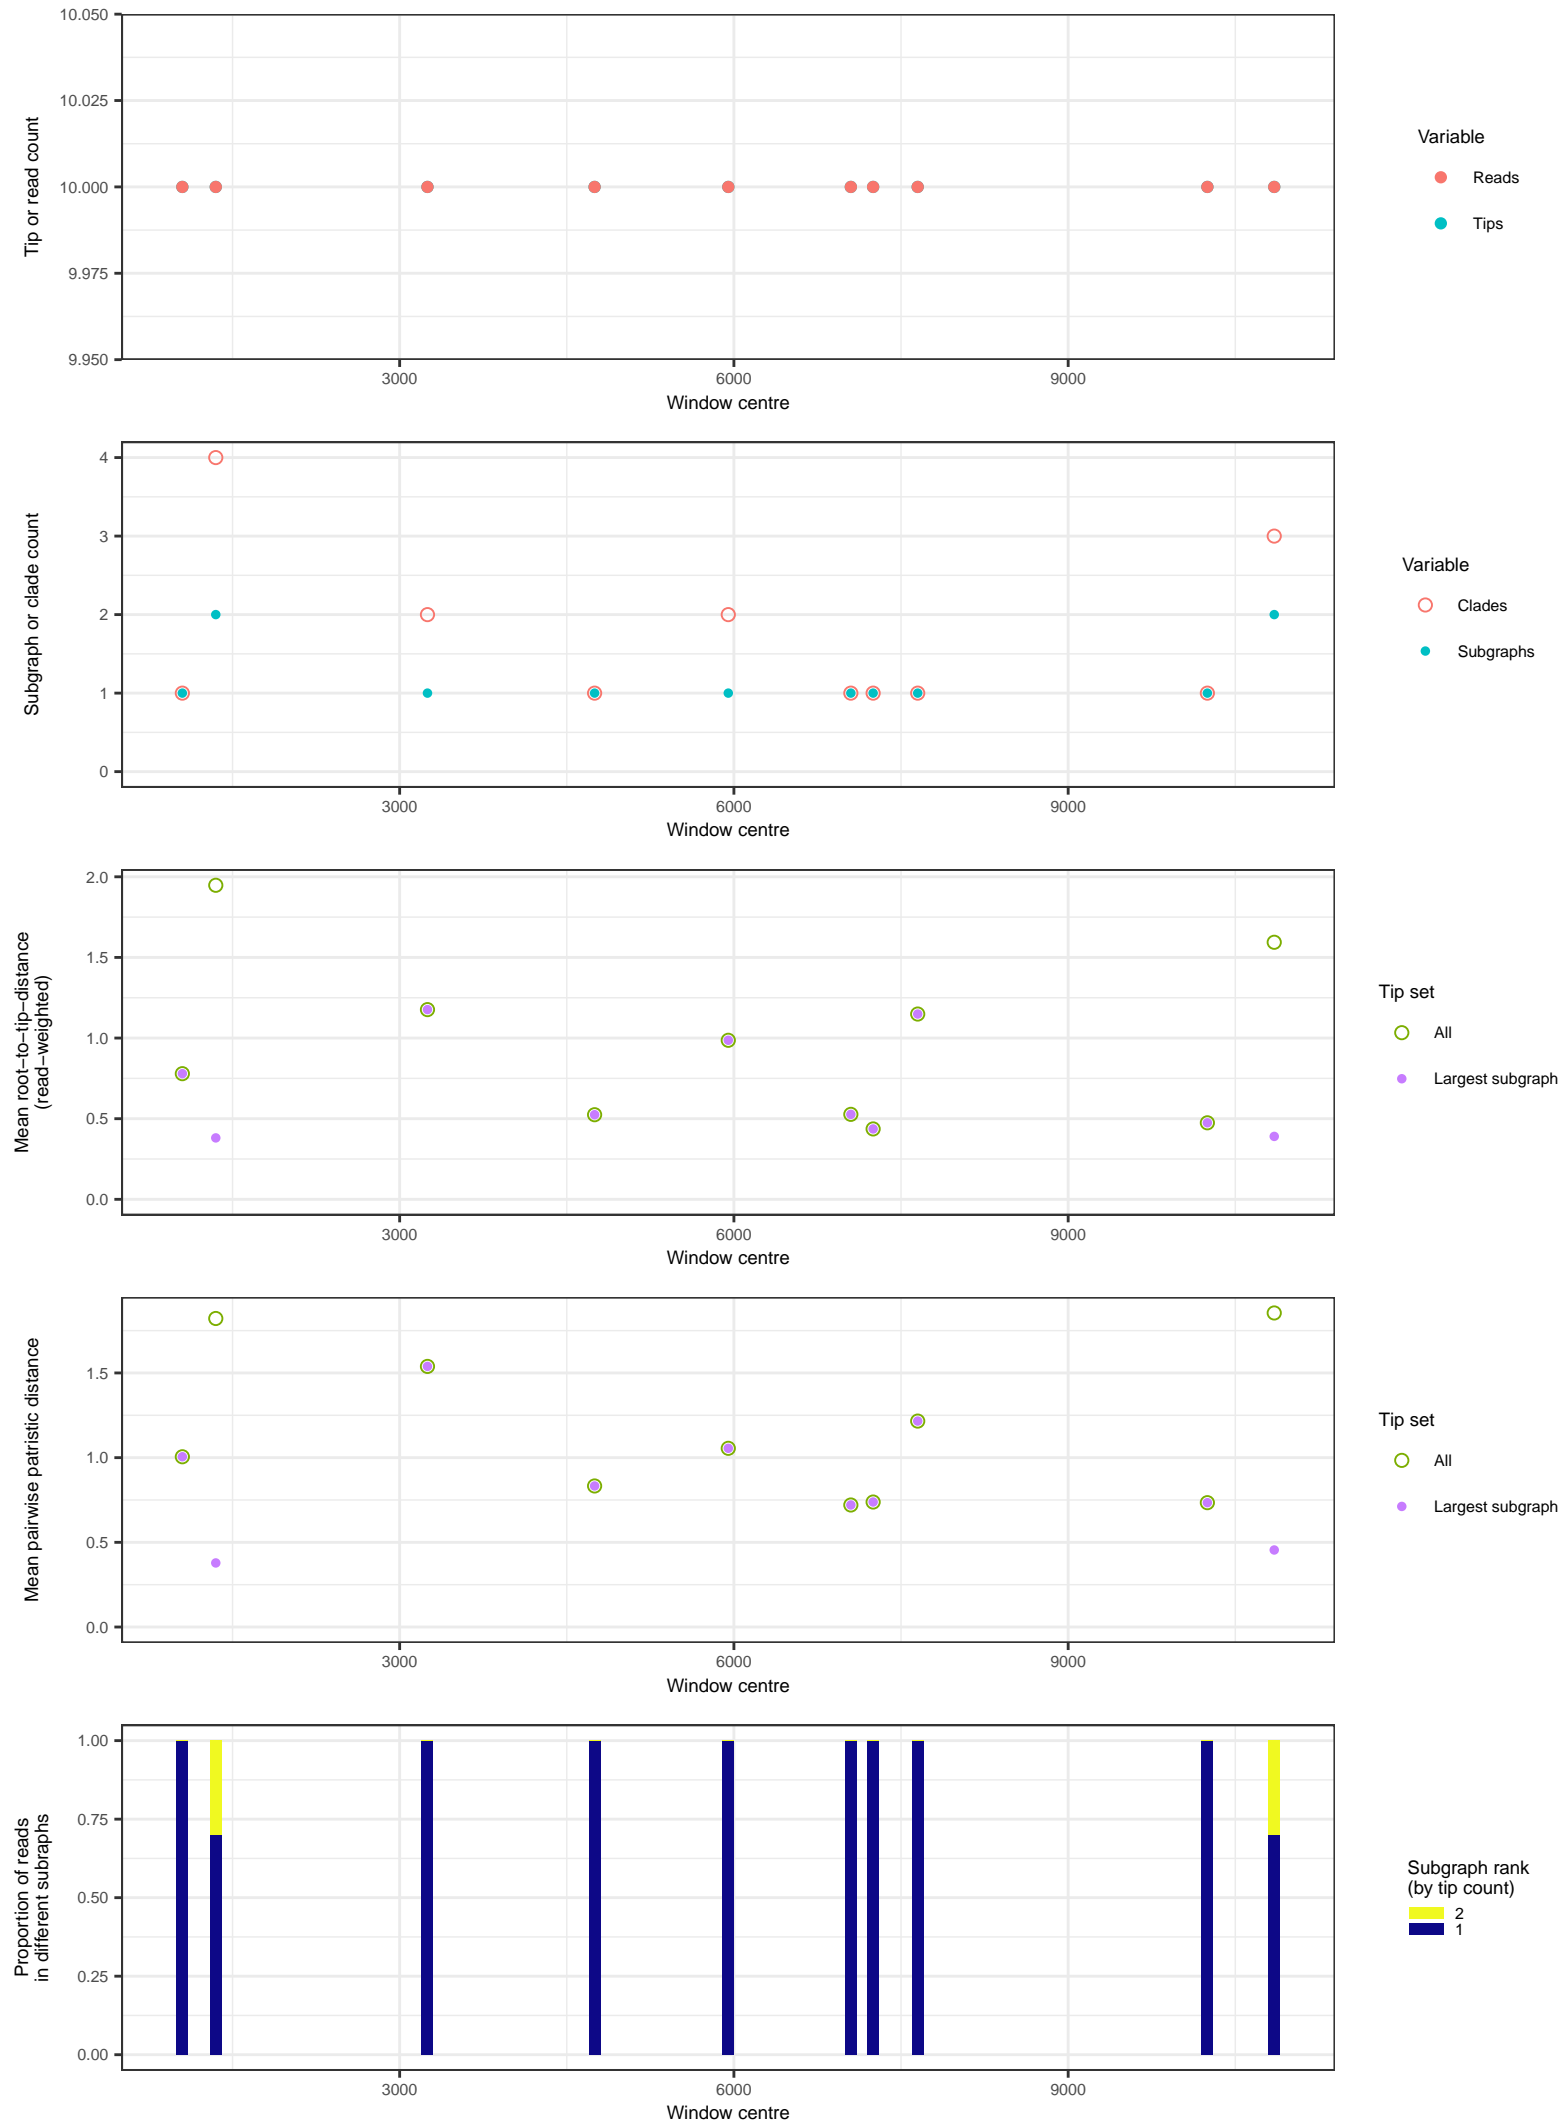 10.050
10.025
10.000
9.975
9.950
Tip or read count
3000
6000
9000
Window centre
Variable
Reads
Tips
4
3
2
1
0
Subgraph or clade count
3000
6000
9000
Window centre
Variable
Clades
Subgraphs
2.0
1.5
1.0
0.5
0.0
Mean root−to−tip−distance
(read−weighted)
3000
6000
9000
Window centre
Tip set
All
Largest subgraph
1.5
1.0
0.5
0.0
Mean pairwise patristic distance
3000
6000
9000
Window centre
Tip set
All
Largest subgraph
1.00
0.75
0.50
0.25
0.00
Proportion of reads
in different subraphs
3000
6000
9000
Window centre
Subgraph rank
(by tip count)
2
1